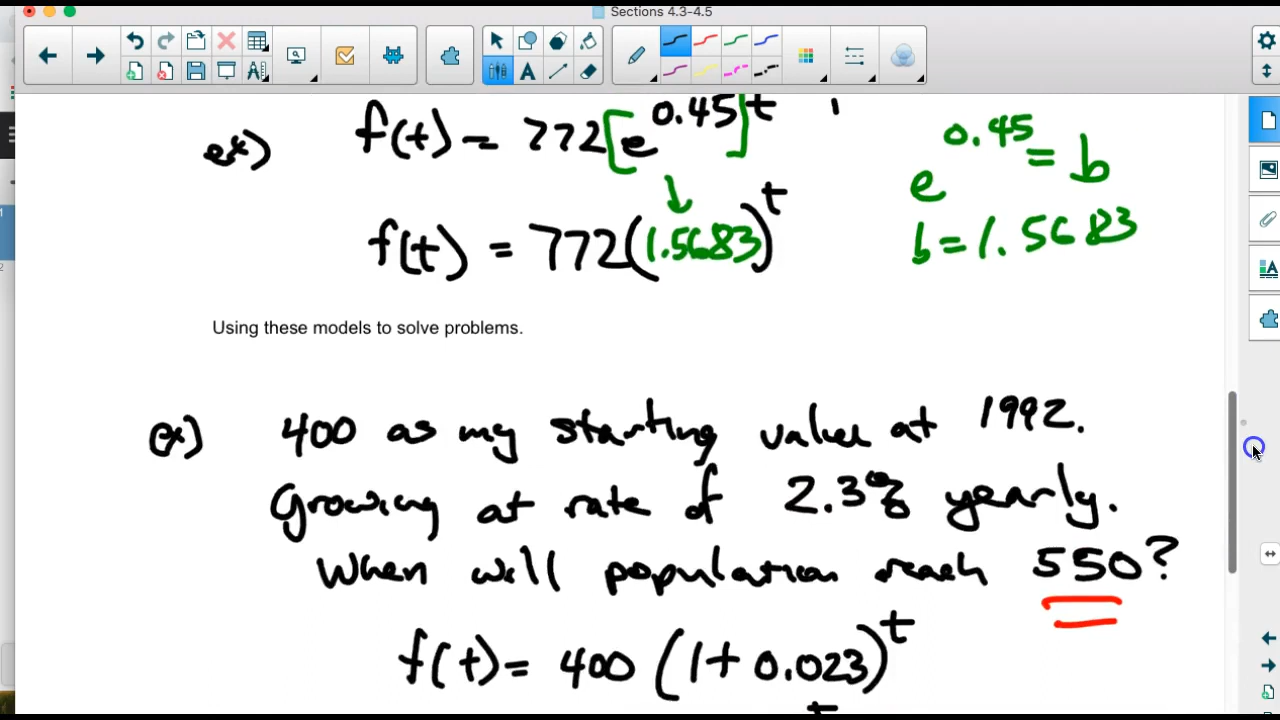 Sections 4.3-4.5
ex) f(t) = 772[e^0.45]^t
e^0.45 = b
f(t) = 772(1.5683)^t
b = 1.5683
Using these models to solve problems.
ex) 400 as my starting value at 1992.
Growing at rate of 2.3% yearly.
When will population reach 550?
f(t) = 400 (1 + 0.023)^t